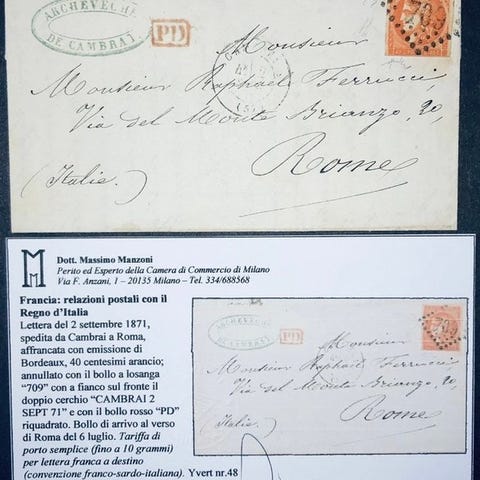 ARCHEVÊCHÉ
DE CAMBRAI
PD
709
Monsieur
Monsieur Raphaël Ferrucci,
Via del Monte Brianzo, 20,
Rome
(Italie.)
Dott. Massimo Manzoni
Perito ed Esperto della Camera di Commercio di Milano
Via F. Anzani, 1 – 20135 Milano – Tel. 334/688568
Francia: relazioni postali con il
Regno d'Italia
Lettera del 2 settembre 1871,
spedita da Cambrai a Roma,
affrancata con emissione di
Bordeaux, 40 centesimi arancio;
annullato con il bollo a losanga
"709" con a fianco sul fronte il
doppio cerchio "CAMBRAI 2
SEPT 71" e con il bollo rosso "PD"
riquadrato. Bollo di arrivo al verso
di Roma del 6 luglio. Tariffa di
porto semplice (fino a 10 grammi)
per lettera franca a destino
(convenzione franco-sardo-italiana). Yvert nr.48
ARCHEVÊCHÉ
DE CAMBRAI
PD
709
Monsieur
Monsieur Raphaël Ferrucci
Via del Monte Brianzo, 20,
Rome
(Italie.)